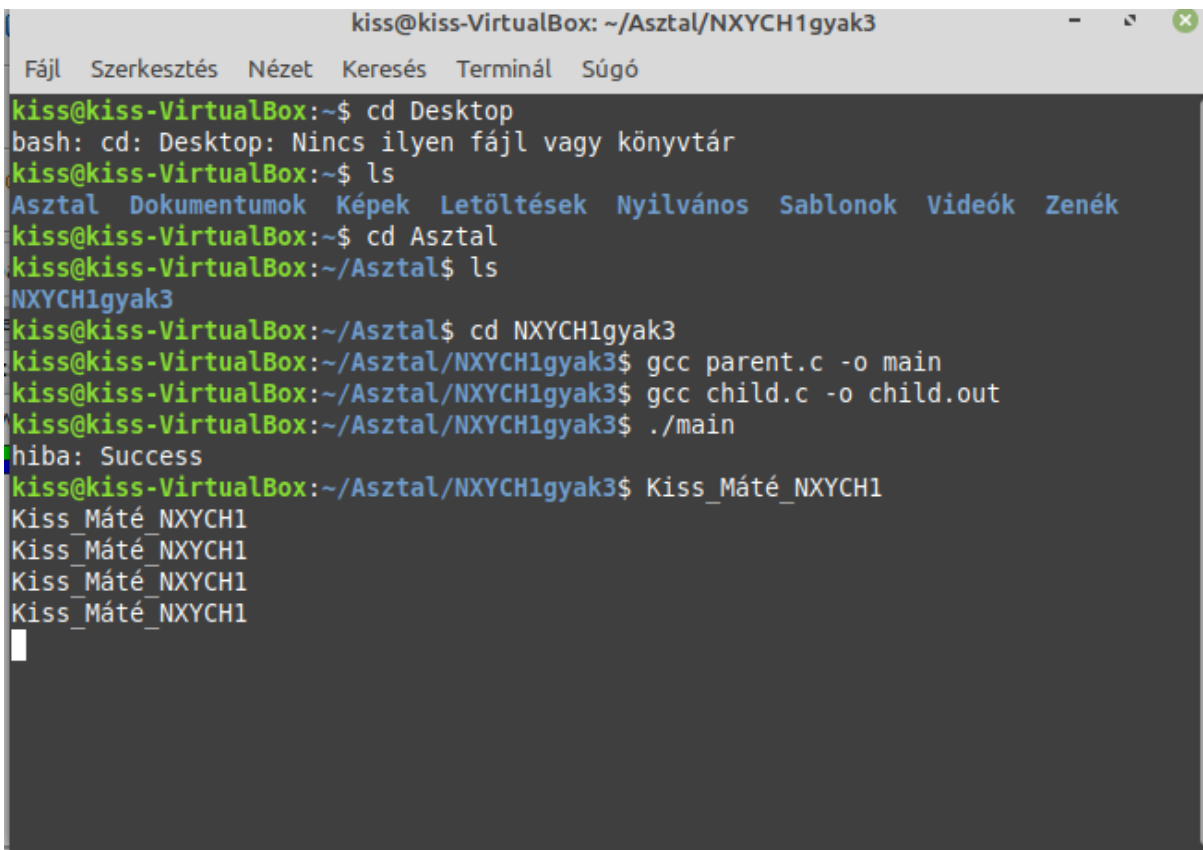 kiss@kiss-VirtualBox: ~/Asztal/NXYCH1gyak3
Fájl Szerkesztés Nézet Keresés Terminál Súgó
kiss@kiss-VirtualBox:~$ cd Desktop
bash: cd: Desktop: Nincs ilyen fájl vagy könyvtár
kiss@kiss-VirtualBox:~$ ls
Asztal Dokumentumok Képek Letöltések Nyilvános Sablonok Videók Zenék
kiss@kiss-VirtualBox:~$ cd Asztal
kiss@kiss-VirtualBox:~/Asztal$ ls
NXYCH1gyak3
kiss@kiss-VirtualBox:~/Asztal$ cd NXYCH1gyak3
kiss@kiss-VirtualBox:~/Asztal/NXYCH1gyak3$ gcc parent.c -o main
kiss@kiss-VirtualBox:~/Asztal/NXYCH1gyak3$ gcc child.c -o child.out
kiss@kiss-VirtualBox:~/Asztal/NXYCH1gyak3$ ./main
hiba: Success
kiss@kiss-VirtualBox:~/Asztal/NXYCH1gyak3$ Kiss_Máté_NXYCH1
Kiss_Máté_NXYCH1
Kiss_Máté_NXYCH1
Kiss_Máté_NXYCH1
Kiss_Máté_NXYCH1